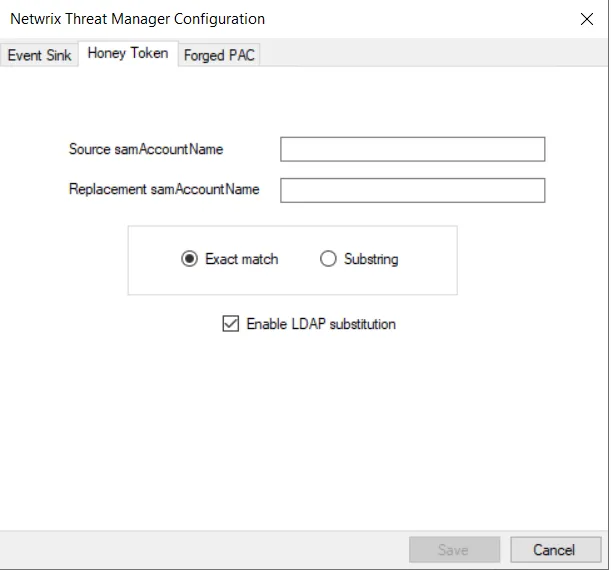 Netwrix Threat Manager Configuration
Event Sink Honey Token Forged PAC
Source samAccountName
Replacement samAccountName
Exact match Substring
Enable LDAP substitution
Save Cancel